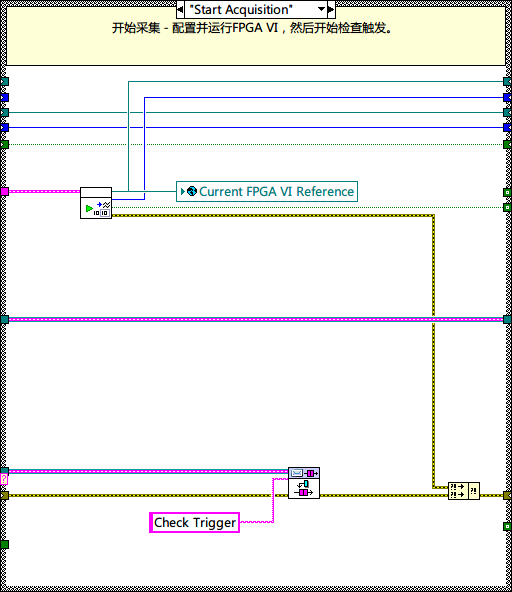 "Start Acquisition"
开始采集 - 配置并运行FPGA VI，然后开始检查触发。
Current FPGA VI Reference
Check Trigger